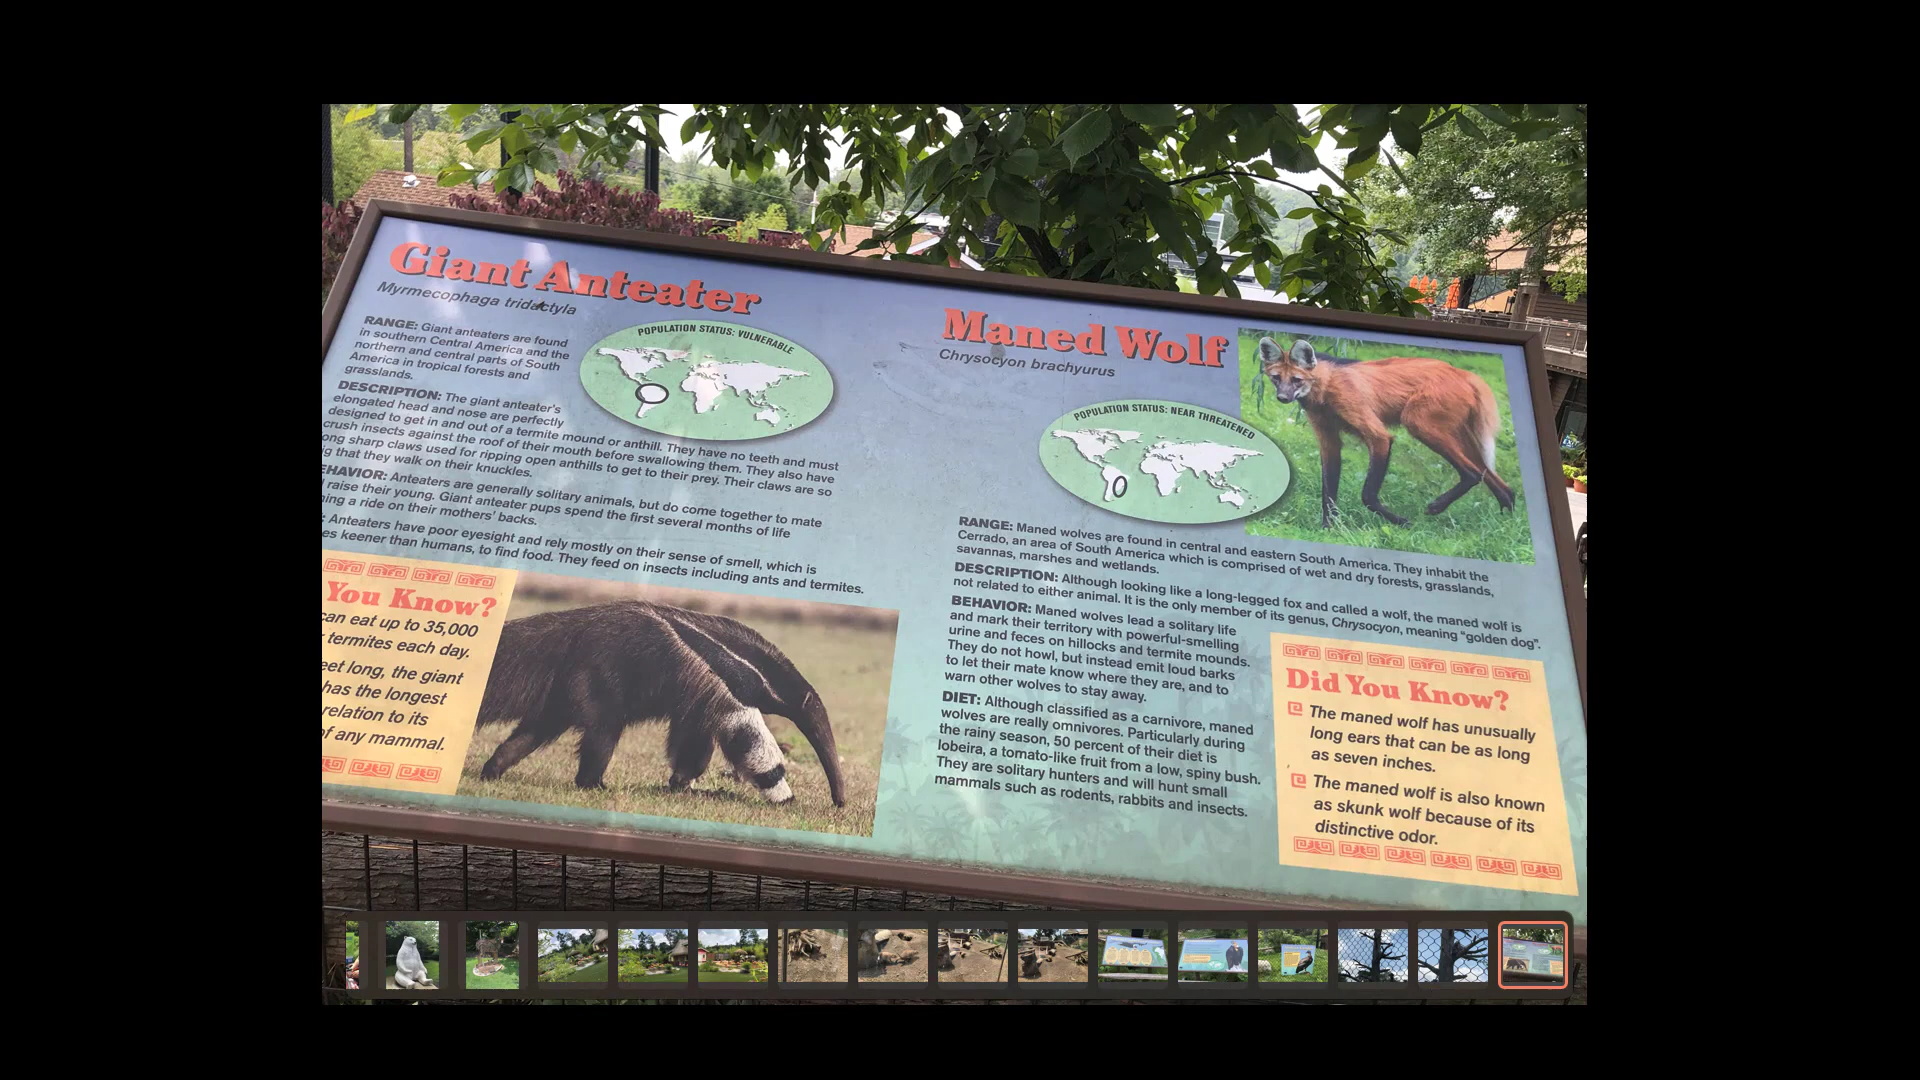 Giant Anteater
Myrmecophaga tridactyla
POPULATION STATUS: VULNERABLE
RANGE: Giant anteaters are found
in southern Central America and the
northern and central parts of South
America in tropical forests and
grasslands.
DESCRIPTION: The giant anteater's
elongated head and nose are perfectly
designed to get in and out of a termite mound or anthill. They have no teeth and must
crush insects against the roof of their mouth before swallowing them. They also have
ong sharp claws used for ripping open anthills to get to their prey. Their claws are so
ig that they walk on their knuckles.
EHAVIOR: Anteaters are generally solitary animals, but do come together to mate
raise their young. Giant anteater pups spend the first several months of life
ing a ride on their mothers' backs.
: Anteaters have poor eyesight and rely mostly on their sense of smell, which is
es keener than humans, to find food. They feed on insects including ants and termites.
You Know?
can eat up to 35,000
termites each day.
eet long, the giant
has the longest
relation to its
of any mammal.
Maned Wolf
Chrysocyon brachyurus
POPULATION STATUS: NEAR THREATENED
RANGE: Maned wolves are found in central and eastern South America. They inhabit the
Cerrado, an area of South America which is comprised of wet and dry forests, grasslands,
savannas, marshes and wetlands.
DESCRIPTION: Although looking like a long-legged fox and called a wolf, the maned wolf is
not related to either animal. It is the only member of its genus, Chrysocyon, meaning "golden dog".
BEHAVIOR: Maned wolves lead a solitary life
and mark their territory with powerful-smelling
urine and feces on hillocks and termite mounds.
They do not howl, but instead emit loud barks
to let their mate know where they are, and to
warn other wolves to stay away.
DIET: Although classified as a carnivore, maned
wolves are really omnivores. Particularly during
the rainy season, 50 percent of their diet is
lobeira, a tomato-like fruit from a low, spiny bush.
They are solitary hunters and will hunt small
mammals such as rodents, rabbits and insects.
Did You Know?
The maned wolf has unusually
long ears that can be as long
as seven inches.
The maned wolf is also known
as skunk wolf because of its
distinctive odor.